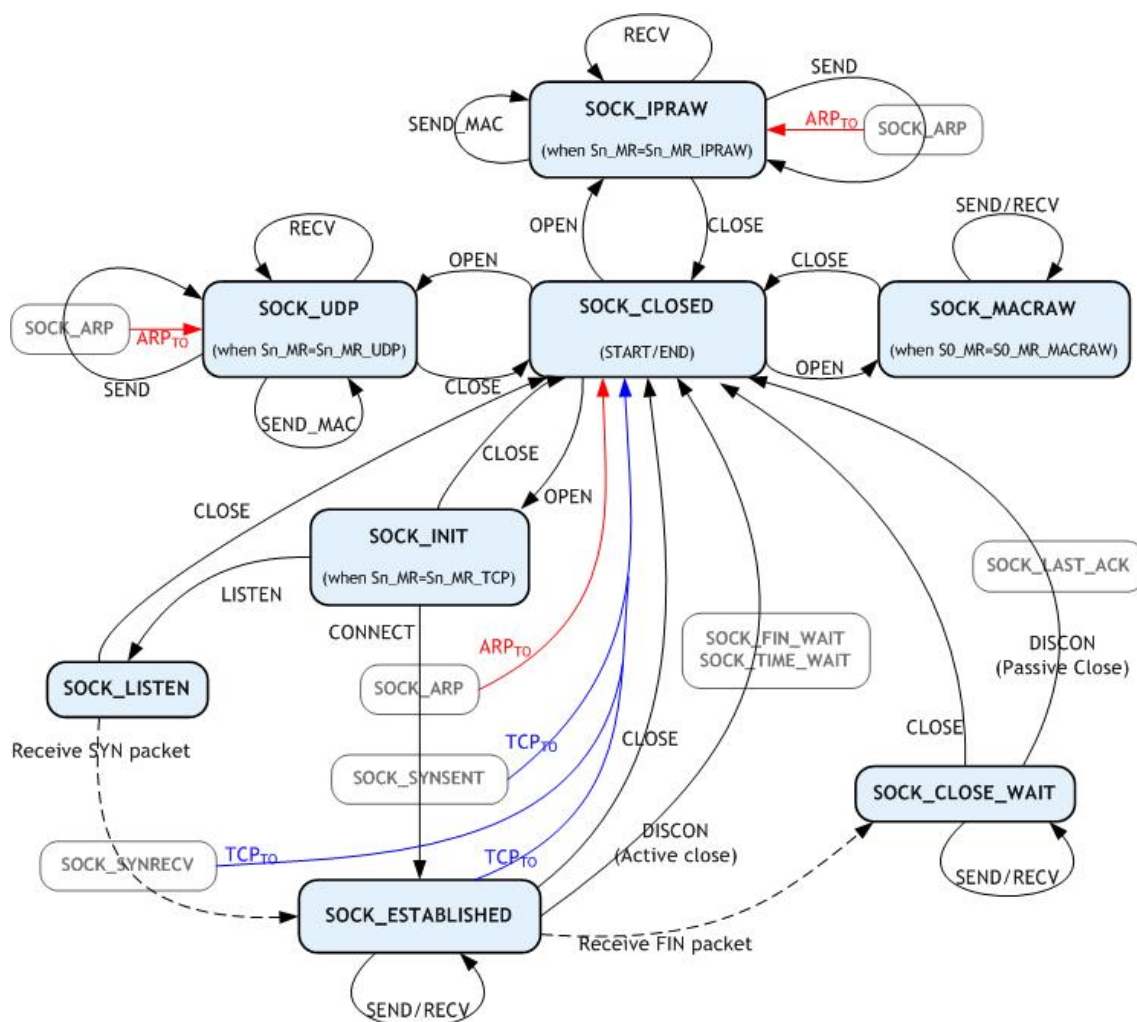 RECV
SEND
SOCK_IPRAW
SEND_MAC
(when Sn_MR=Sn_MR_IPRAW)
ARPTO
SOCK_ARP
OPEN
CLOSE
SEND/RECV
RECV
OPEN
CLOSE
SOCK_UDP
SOCK_CLOSED
SOCK_MACRAW
SOCK_ARP
ARPTO
(when Sn_MR=Sn_MR_UDP)
(START/END)
(when S0_MR=S0_MR_MACRAW)
SEND
CLOSE
OPEN
SEND_MAC
CLOSE
CLOSE
OPEN
SOCK_INIT
(when Sn_MR=Sn_MR_TCP)
LISTEN
CONNECT
SOCK_LAST_ACK
SOCK_FIN_WAIT
SOCK_TIME_WAIT
ARPTO
DISCON
(Passive Close)
SOCK_LISTEN
SOCK_ARP
Receive SYN packet
TCPTO
CLOSE
CLOSE
SOCK_SYNSENT
SOCK_CLOSE_WAIT
SOCK_SYNRECV
TCPTO
TCPTO
DISCON
(Active close)
SEND/RECV
SOCK_ESTABLISHED
Receive FIN packet
SEND/RECV